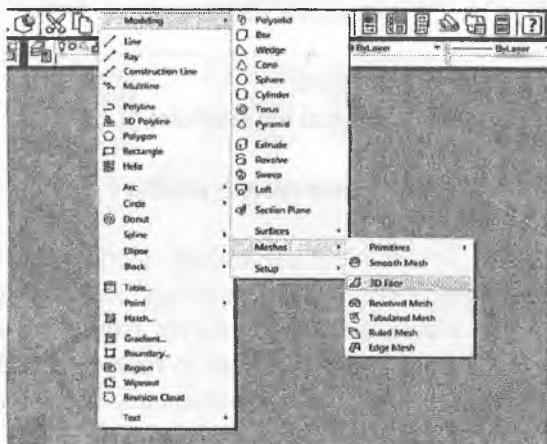 Modeling
Line
Ray
Construction Line
Multiline
Polyline
3D Polyline
Polygon
Rectangle
Helix
Arc
Circle
Donut
Spline
Ellipse
Block
Table...
Point
Hatch...
Gradient...
Boundary...
Region
Wipeout
Revision Cloud
Text
Polysolid
Box
Wedge
Cone
Sphere
Cylinder
Torus
Pyramid
Extrude
Revolve
Sweep
Loft
Section Plane
Surfaces
Meshes
Setup
Primitives
Smooth Mesh
3D Face
Revolved Mesh
Tabulated Mesh
Ruled Mesh
Edge Mesh
ByLayer
ByLayer